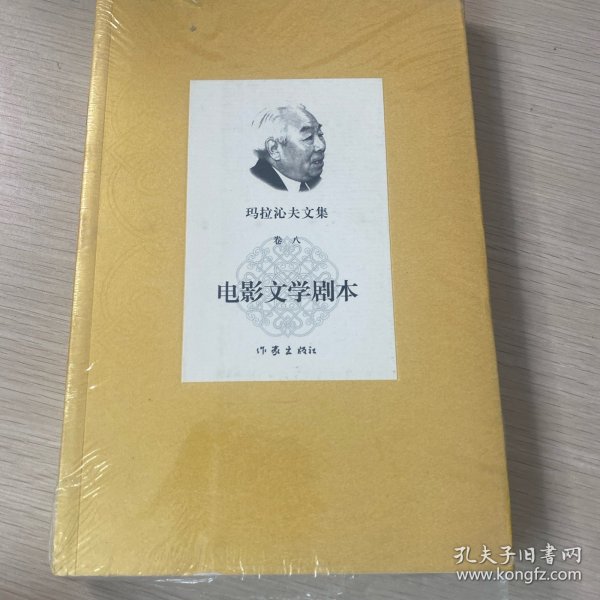 玛拉沁夫文集
卷八
电影文学剧本
作家出版社
孔夫子旧书网
www.kongfz.com